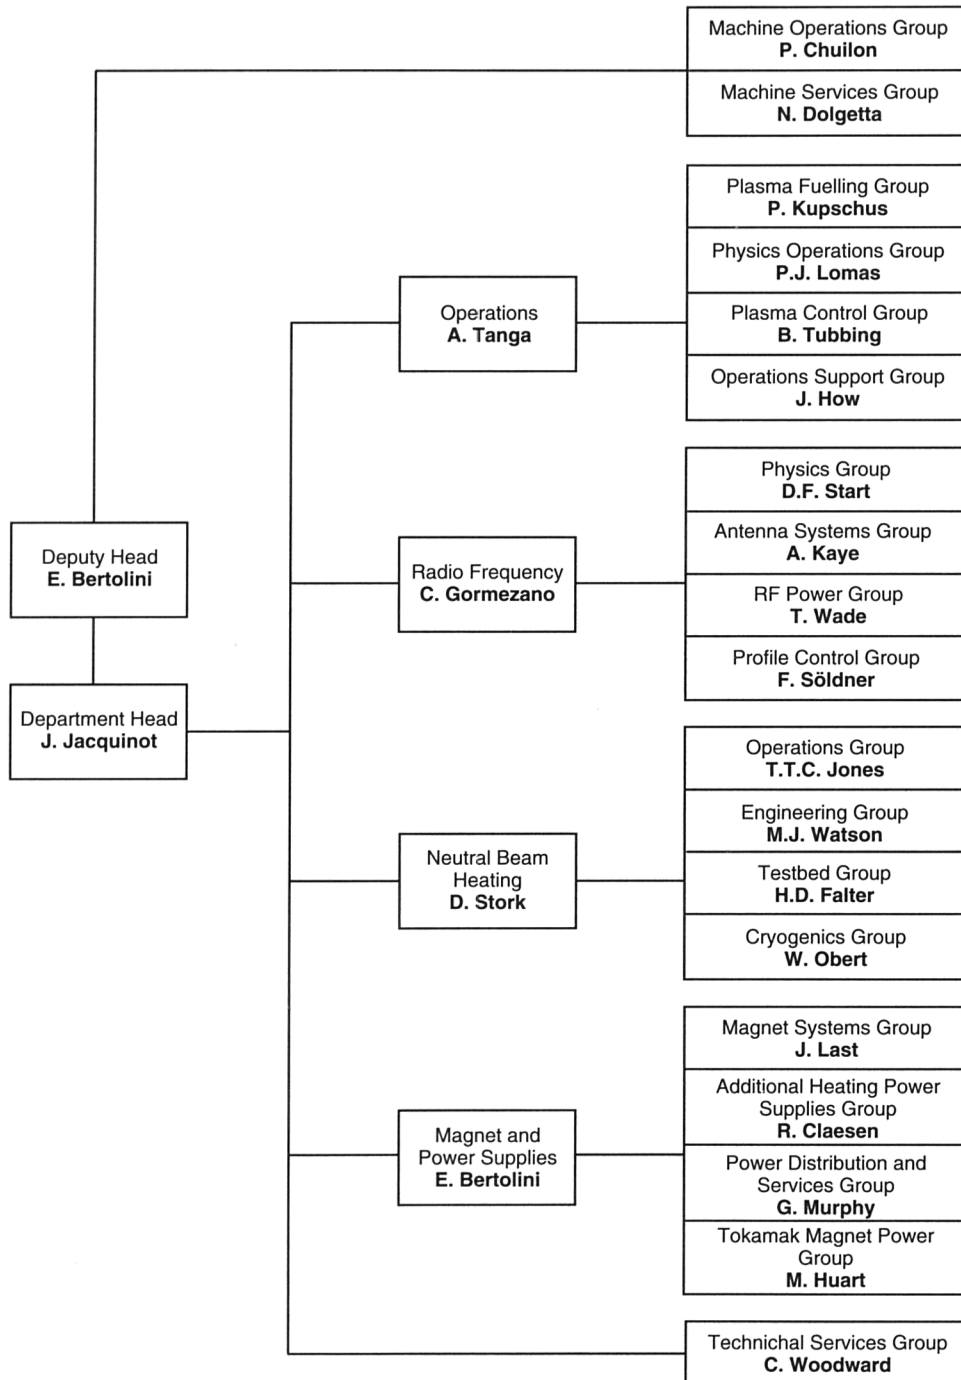 Machine Operations Group
P. Chuilon
Machine Services Group
N. Dolgetta
Plasma Fuelling Group
P. Kupschus
Physics Operations Group
P.J. Lomas
Plasma Control Group
B. Tubbing
Operations Support Group
J. How
Operations
A. Tanga
Physics Group
D.F. Start
Antenna Systems Group
A. Kaye
RF Power Group
T. Wade
Profile Control Group
F. Söldner
Radio Frequency
C. Gormezano
Deputy Head
E. Bertolini
Department Head
J. Jacquinot
Operations Group
T.T.C. Jones
Engineering Group
M.J. Watson
Testbed Group
H.D. Falter
Cryogenics Group
W. Obert
Neutral Beam
Heating
D. Stork
Magnet Systems Group
J. Last
Additional Heating Power
Supplies Group
R. Claesen
Power Distribution and
Services Group
G. Murphy
Tokamak Magnet Power
Group
M. Huart
Magnet and
Power Supplies
E. Bertolini
Technichal Services Group
C. Woodward